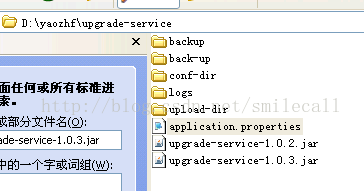 D:\yaozhf\upgrade-service
backup
back-up
conf-dir
logs
upload-dir
application.properties
upgrade-service-1.0.2.jar
upgrade-service-1.0.3.jar
面任何或所有标准进
索。
或部分文件名(O):
ade-service-1.0.3.jar
中的一个字或词组(W):
http://blog.csdn.net/smilecall